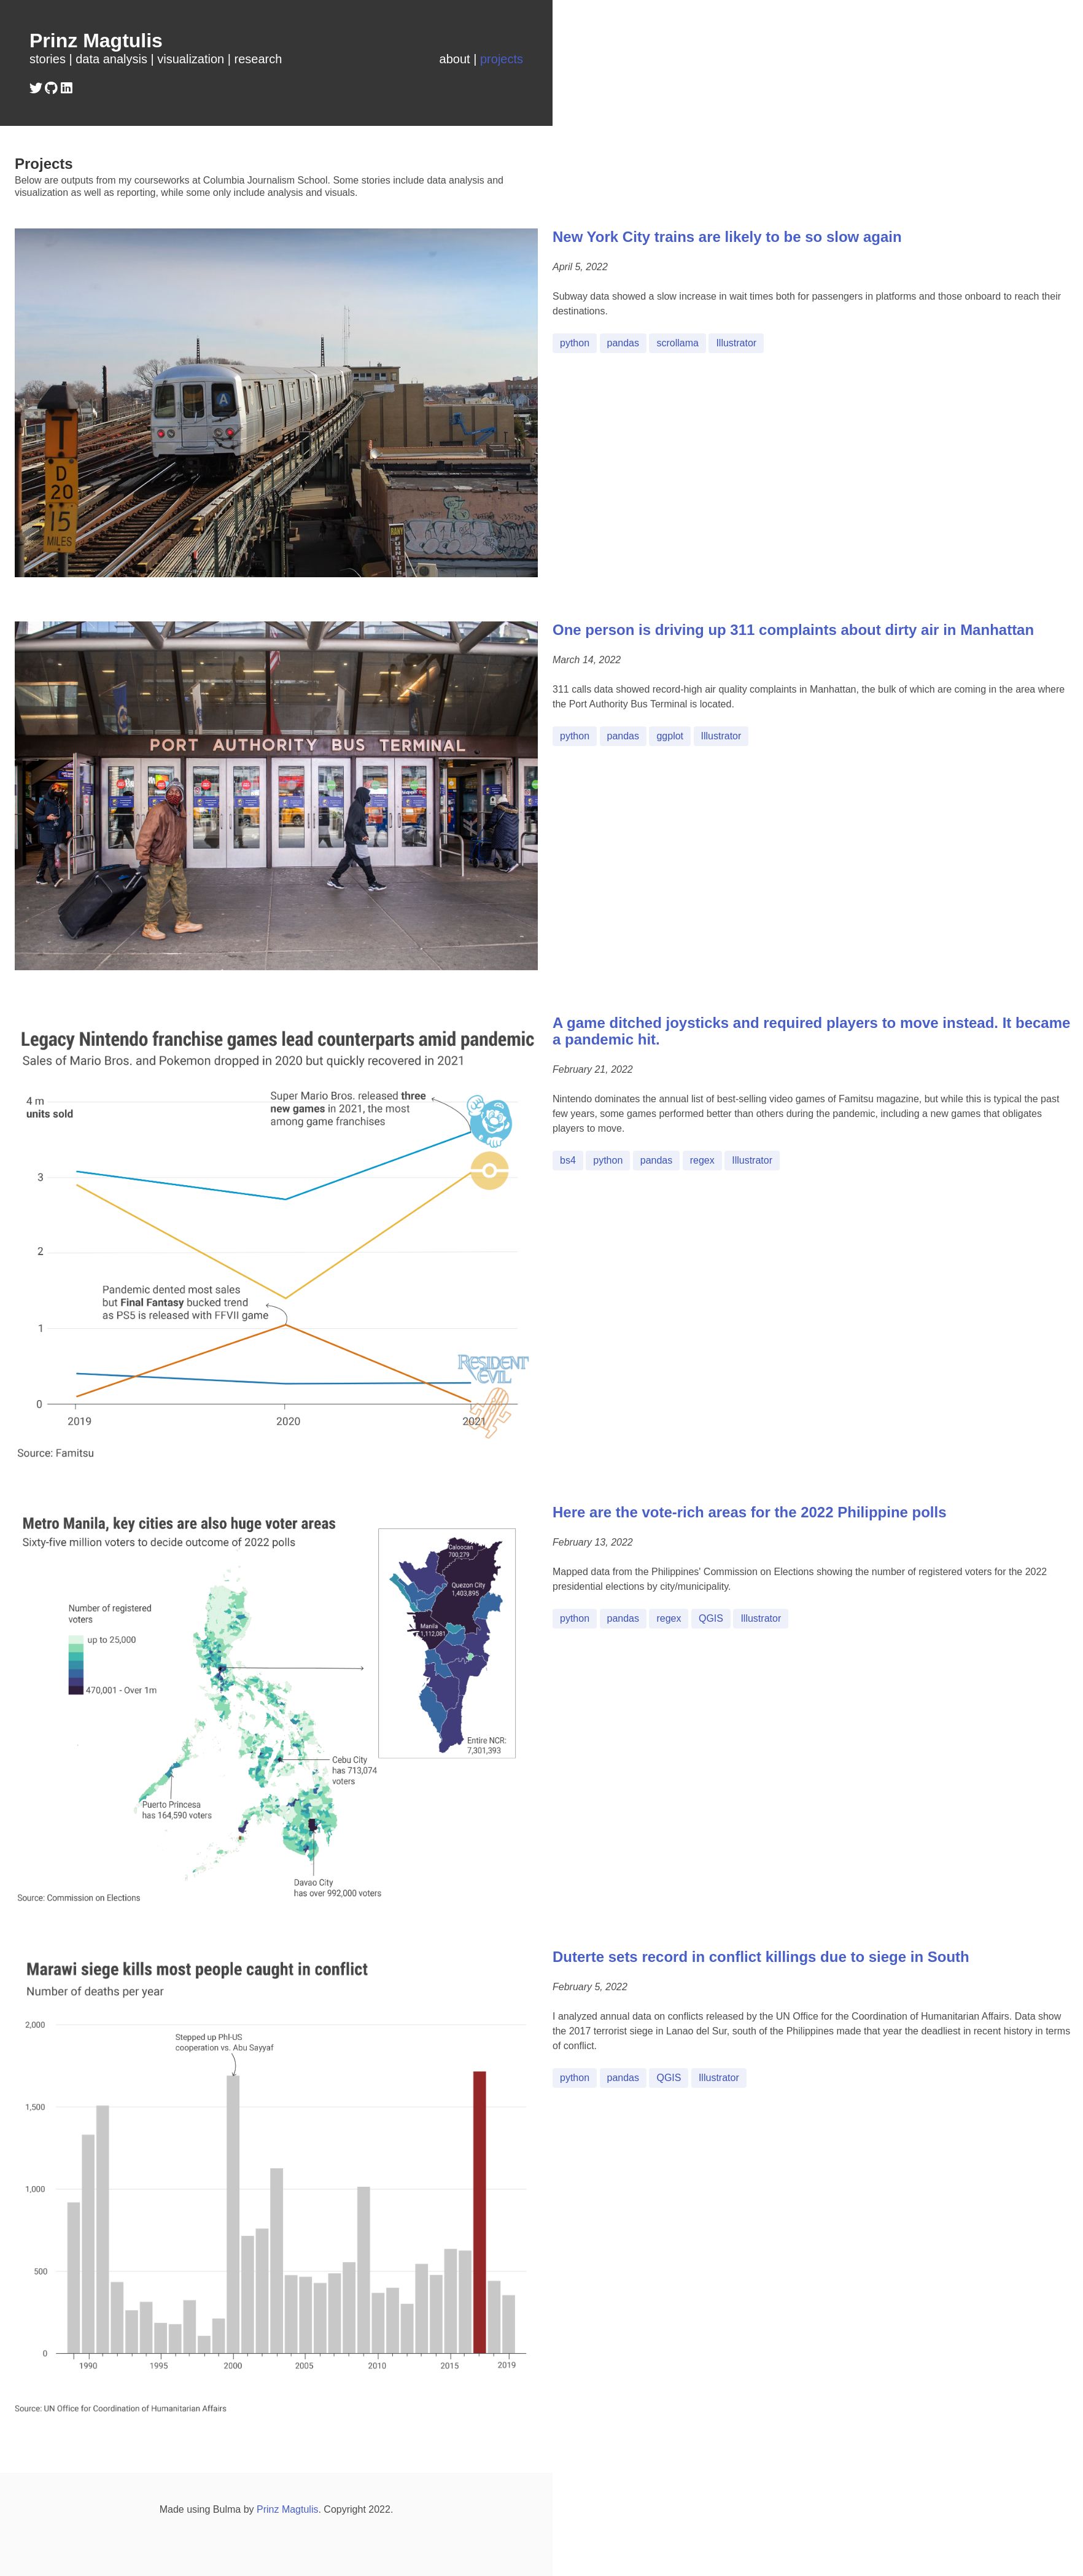 Prinz Magtulis
stories | data analysis | visualization | research
about | projects
Projects
Below are outputs from my courseworks at Columbia Journalism School. Some stories include data analysis and
visualization as well as reporting, while some only include analysis and visuals.
A
T
D
20
15
MILES
New York City trains are likely to be so slow again
April 5, 2022
Subway data showed a slow increase in wait times both for passengers in platforms and those onboard to reach their
destinations.
python pandas scrollama Illustrator
PORT AUTHORITY BUS TERMINAL
One person is driving up 311 complaints about dirty air in Manhattan
March 14, 2022
311 calls data showed record-high air quality complaints in Manhattan, the bulk of which are coming in the area where
the Port Authority Bus Terminal is located.
python pandas ggplot Illustrator
Legacy Nintendo franchise games lead counterparts amid pandemic
Sales of Mario Bros. and Pokemon dropped in 2020 but quickly recovered in 2021
4 m
units sold
Super Mario Bros. released three
new games in 2021, the most
among game franchises
3
2
Pandemic dented most sales
but Final Fantasy bucked trend
as PS5 is released with FFVII game
1
RESIDENT
EVIL
0
2019 2020 2021
Source: Famitsu
A game ditched joysticks and required players to move instead. It became
a pandemic hit.
February 21, 2022
Nintendo dominates the annual list of best-selling video games of Famitsu magazine, but while this is typical the past
few years, some games performed better than others during the pandemic, including a new games that obligates
players to move.
bs4 python pandas regex Illustrator
Metro Manila, key cities are also huge voter areas
Sixty-five million voters to decide outcome of 2022 polls
Number of registered
voters
up to 25,000
470,001 - Over 1m
Caloocan
700,279
Quezon City
1,403,895
Manila
1,112,081
Entire NCR:
7,301,393
Cebu City
has 713,074
voters
Puerto Princesa
has 164,590 voters
Davao City
has over 992,000 voters
Source: Commission on Elections
Here are the vote-rich areas for the 2022 Philippine polls
February 13, 2022
Mapped data from the Philippines' Commission on Elections showing the number of registered voters for the 2022
presidential elections by city/municipality.
python pandas regex QGIS Illustrator
Marawi siege kills most people caught in conflict
Number of deaths per year
2,000
Stepped up Phl-US
cooperation vs. Abu Sayyaf
1,500
1,000
500
0
1990 1995 2000 2005 2010 2015 2019
Source: UN Office for Coordination of Humanitarian Affairs
Duterte sets record in conflict killings due to siege in South
February 5, 2022
I analyzed annual data on conflicts released by the UN Office for the Coordination of Humanitarian Affairs. Data show
the 2017 terrorist siege in Lanao del Sur, south of the Philippines made that year the deadliest in recent history in terms
of conflict.
python pandas QGIS Illustrator
Made using Bulma by Prinz Magtulis. Copyright 2022.